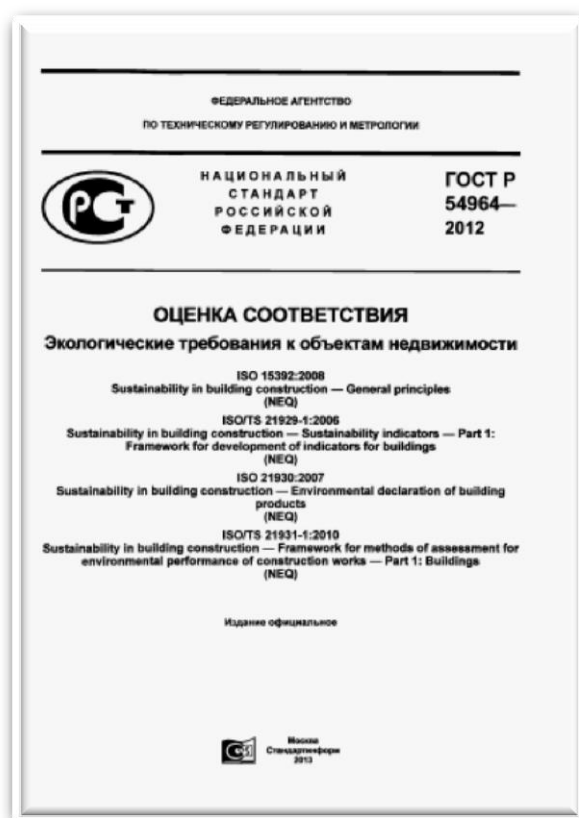 ФЕДЕРАЛЬНОЕ АГЕНТСТВО
ПО ТЕХНИЧЕСКОМУ РЕГУЛИРОВАНИЮ И МЕТРОЛОГИИ
РСТ
НАЦИОНАЛЬНЫЙ
СТАНДАРТ
РОССИЙСКОЙ
ФЕДЕРАЦИИ
ГОСТ Р
54964—
2012
ОЦЕНКА СООТВЕТСТВИЯ
Экологические требования к объектам недвижимости
ISO 15392:2008
Sustainability in building construction — General principles
(NEQ)
ISO/TS 21929-1:2006
Sustainability in building construction — Sustainability indicators — Part 1:
Framework for development of indicators for buildings
(NEQ)
ISO 21930:2007
Sustainability in building construction — Environmental declaration of building
products
(NEQ)
ISO/TS 21931-1:2010
Sustainability in building construction — Framework for methods of assessment for
environmental performance of construction works — Part 1: Buildings
(NEQ)
Издание официальное
Москва
Стандартинформ
2013